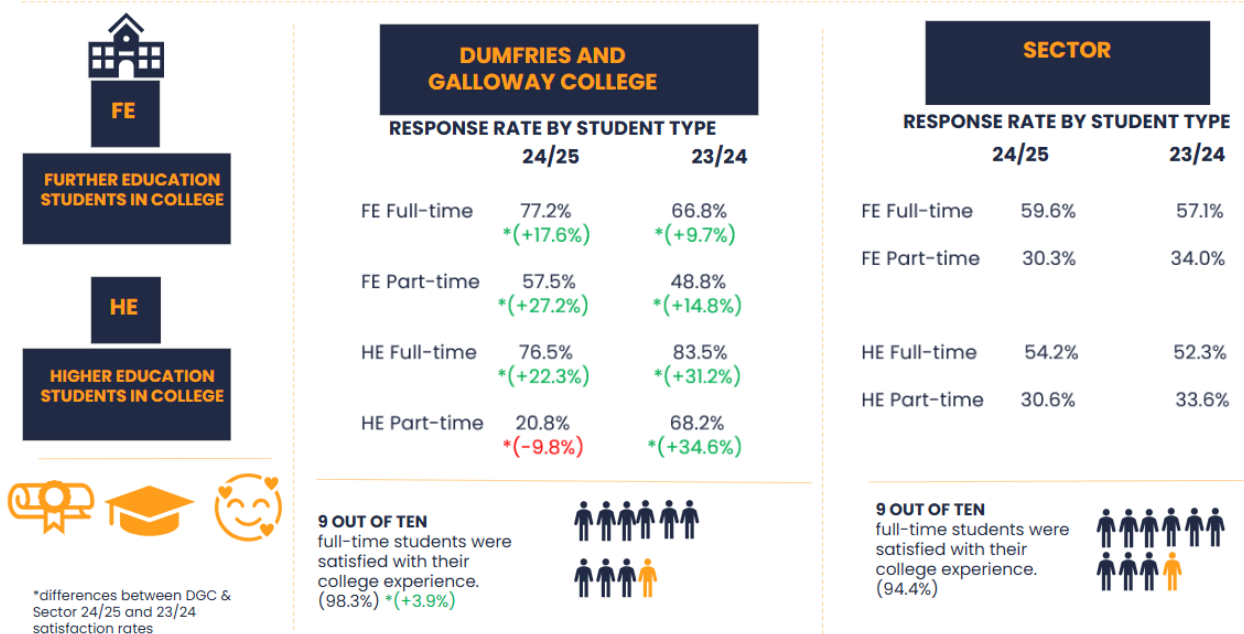 FE
FURTHER EDUCATION
STUDENTS IN COLLEGE
HE
HIGHER EDUCATION
STUDENTS IN COLLEGE
*differences between DGC &
Sector 24/25 and 23/24
satisfaction rates
DUMFRIES AND
GALLOWAY COLLEGE
RESPONSE RATE BY STUDENT TYPE
24/25 23/24
FE Full-time 77.2% 66.8%
*(+17.6%) *(+9.7%)
FE Part-time 57.5% 48.8%
*(+27.2%) *(+14.8%)
HE Full-time 76.5% 83.5%
*(+22.3%) *(+31.2%)
HE Part-time 20.8% 68.2%
*(-9.8%) *(+34.6%)
9 OUT OF TEN
full-time students were
satisfied with their
college experience.
(98.3%) *(+3.9%)
SECTOR
RESPONSE RATE BY STUDENT TYPE
24/25 23/24
FE Full-time 59.6% 57.1%
FE Part-time 30.3% 34.0%
HE Full-time 54.2% 52.3%
HE Part-time 30.6% 33.6%
9 OUT OF TEN
full-time students were
satisfied with their
college experience.
(94.4%)